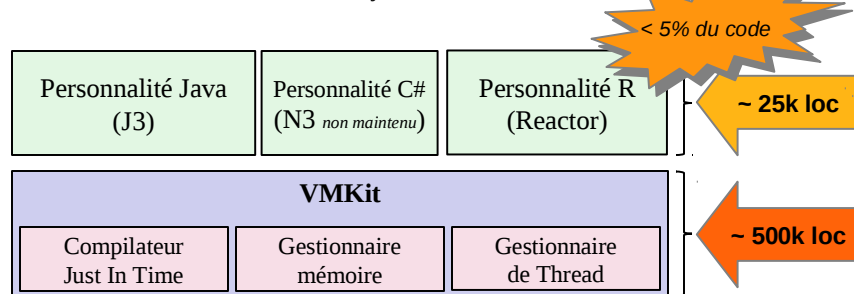 < 5% du code
Personnalité Java
(J3)
Personnalité C#
(N3 non maintenu)
Personnalité R
(Reactor)
~ 25k loc
VMKit
~ 500k loc
Compilateur
Just In Time
Gestionnaire
mémoire
Gestionnaire
de Thread